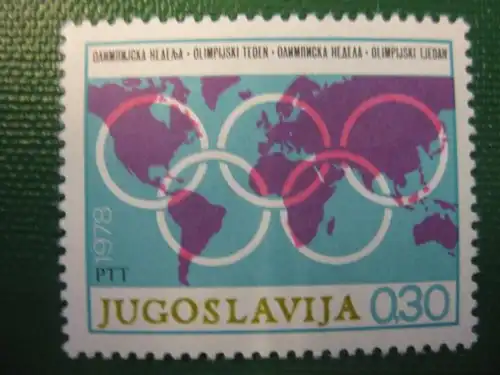 ОЛИМПИЈСКА НЕДЕЉА · OLIMPIJSKI TEDEN · ОЛИМПИСКА НЕДЕЛА · OLIMPIJSKI TJEDAN
1978
PTT
JUGOSLAVIJA 0,30